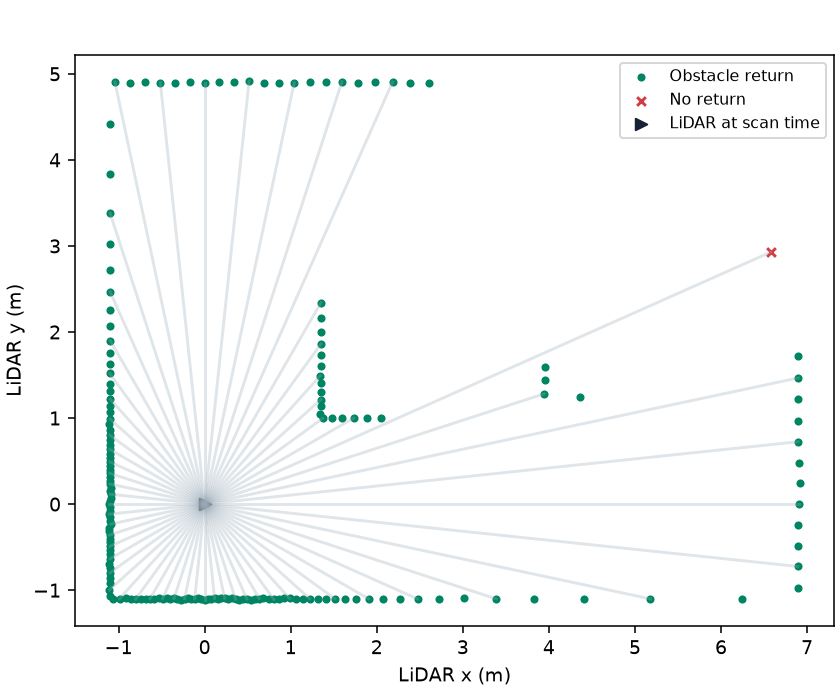 Obstacle return
No return
LiDAR at scan time
5
4
3
2
1
0
−1
LiDAR y (m)
−1 0 1 2 3 4 5 6 7
LiDAR x (m)